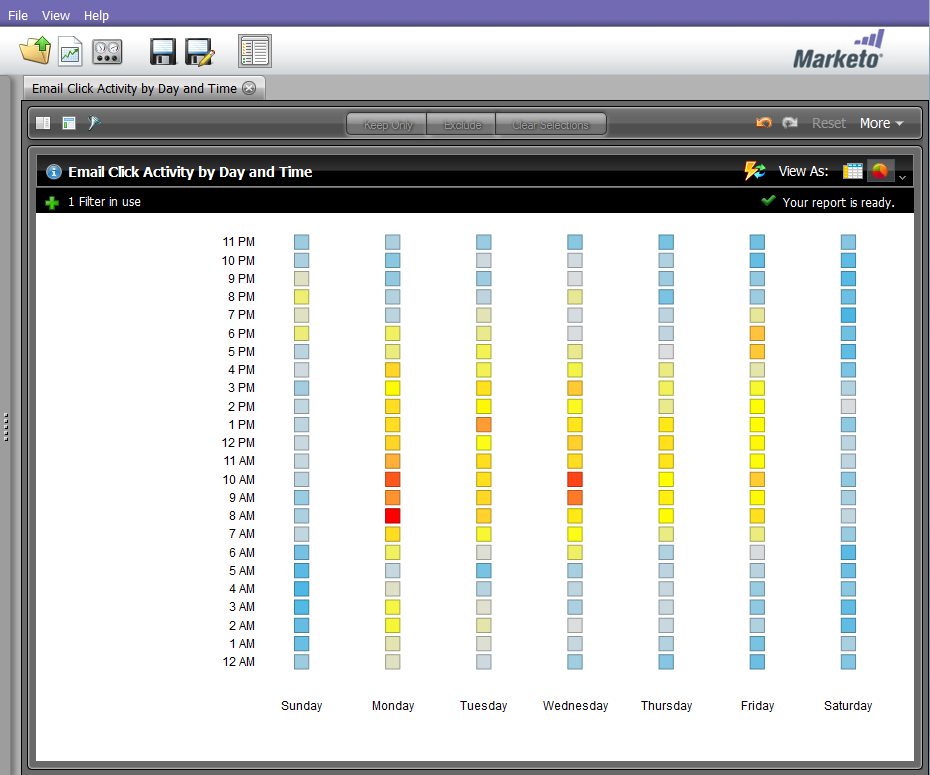 File View Help
Marketo
Email Click Activity by Day and Time
Keep Only Exclude Clear Selections Reset More
Email Click Activity by Day and Time View As:
1 Filter in use Your report is ready.
11 PM
10 PM
9 PM
8 PM
7 PM
6 PM
5 PM
4 PM
3 PM
2 PM
1 PM
12 PM
11 AM
10 AM
9 AM
8 AM
7 AM
6 AM
5 AM
4 AM
3 AM
2 AM
1 AM
12 AM
Sunday Monday Tuesday Wednesday Thursday Friday Saturday